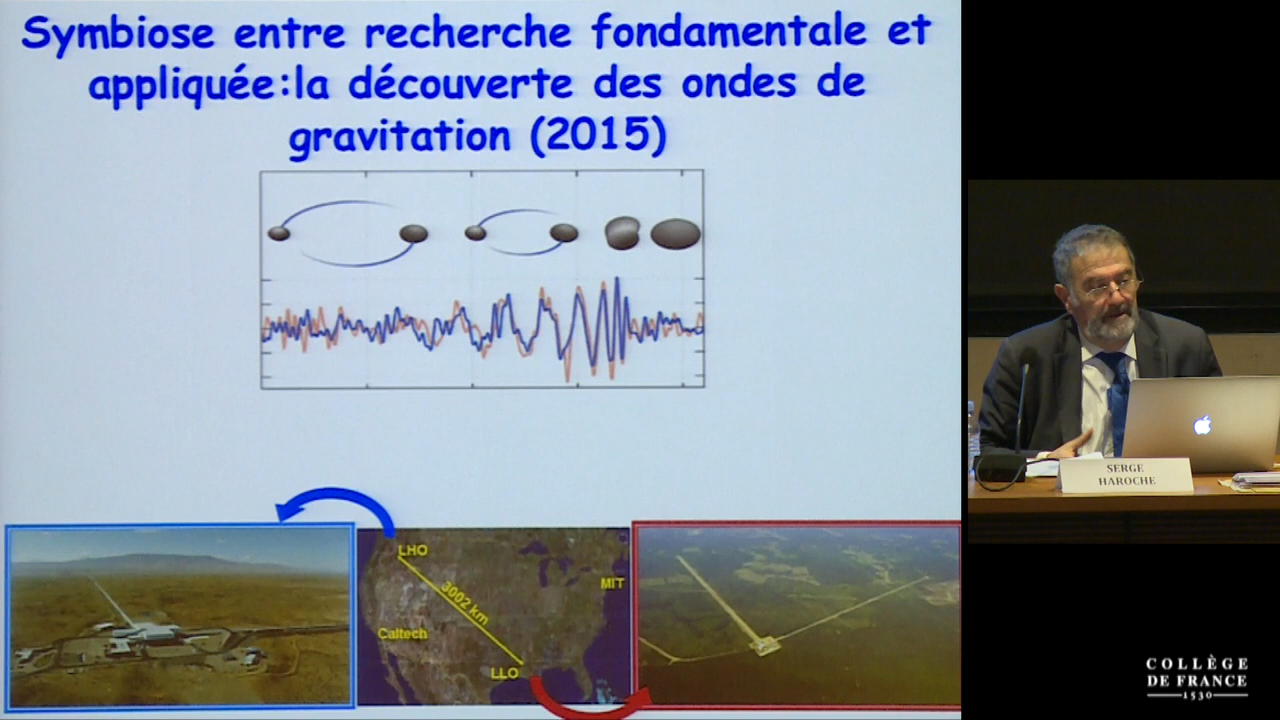 Symbiose entre recherche fondamentale et
appliquée:la découverte des ondes de
gravitation (2015)
LHO
3002 km
MIT
Caltech
LLO
SERGE
HAROCHE
COLLÈGE
DE FRANCE
1530